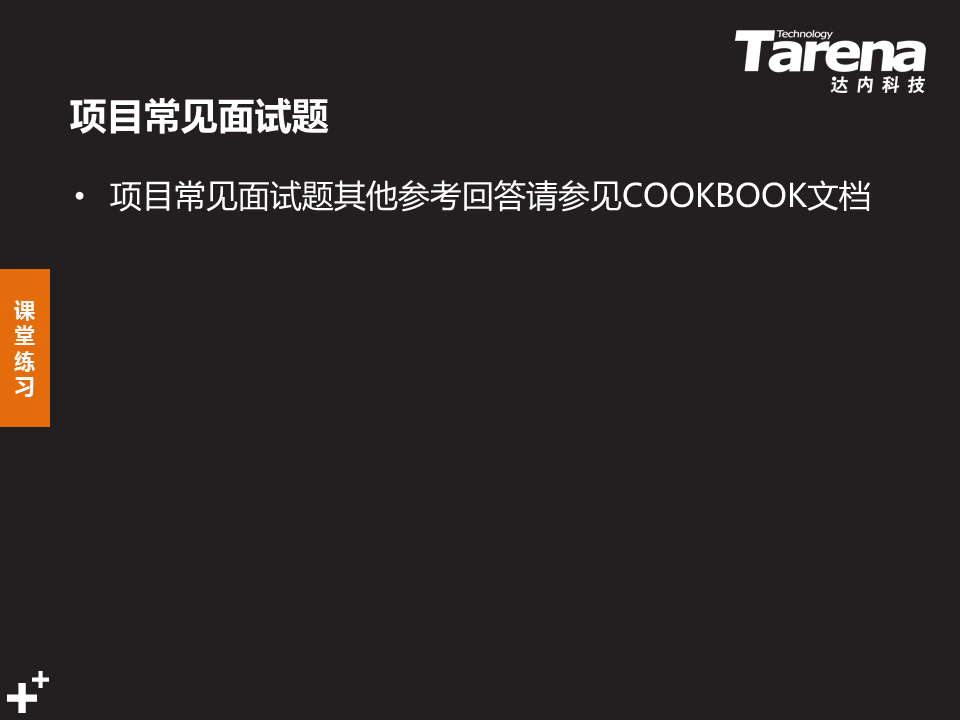 Technology
Tarena
达内科技
项目常见面试题
• 项目常见面试题其他参考回答请参见COOKBOOK文档
课堂练习